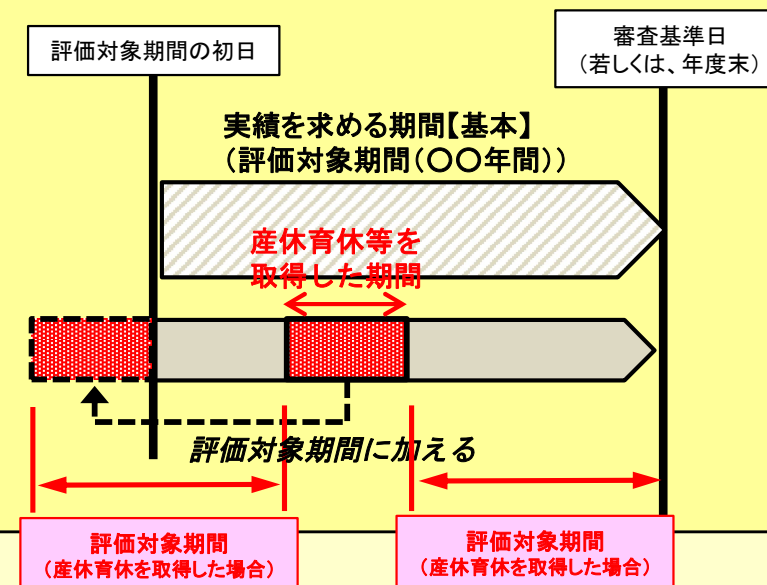 評価対象期間の初日
審査基準日
（若しくは、年度末）
実績を求める期間【基本】
（評価対象期間（〇〇年間））
産休育休等を
取得した期間
評価対象期間に加える
評価対象期間
（産休育休を取得した場合）
評価対象期間
（産休育休を取得した場合）